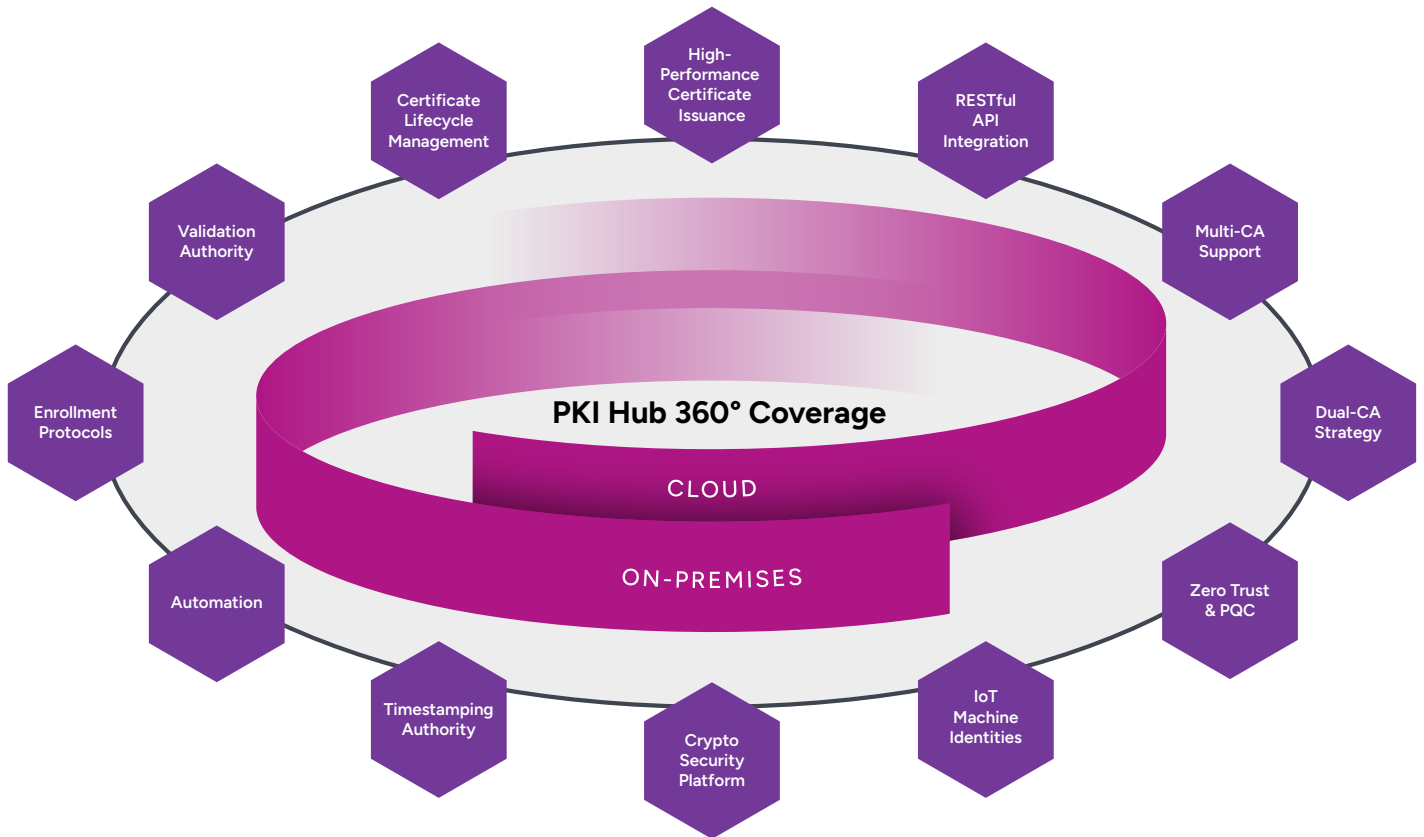 High-
Performance
Certificate
Issuance
Certificate
Lifecycle
Management
RESTful
API
Integration
Validation
Authority
Multi-CA
Support
Enrollment
Protocols
PKI Hub 360° Coverage
Dual-CA
Strategy
CLOUD
ON-PREMISES
Automation
Zero Trust
& PQC
Timestamping
Authority
IoT
Machine
Identities
Crypto
Security
Platform